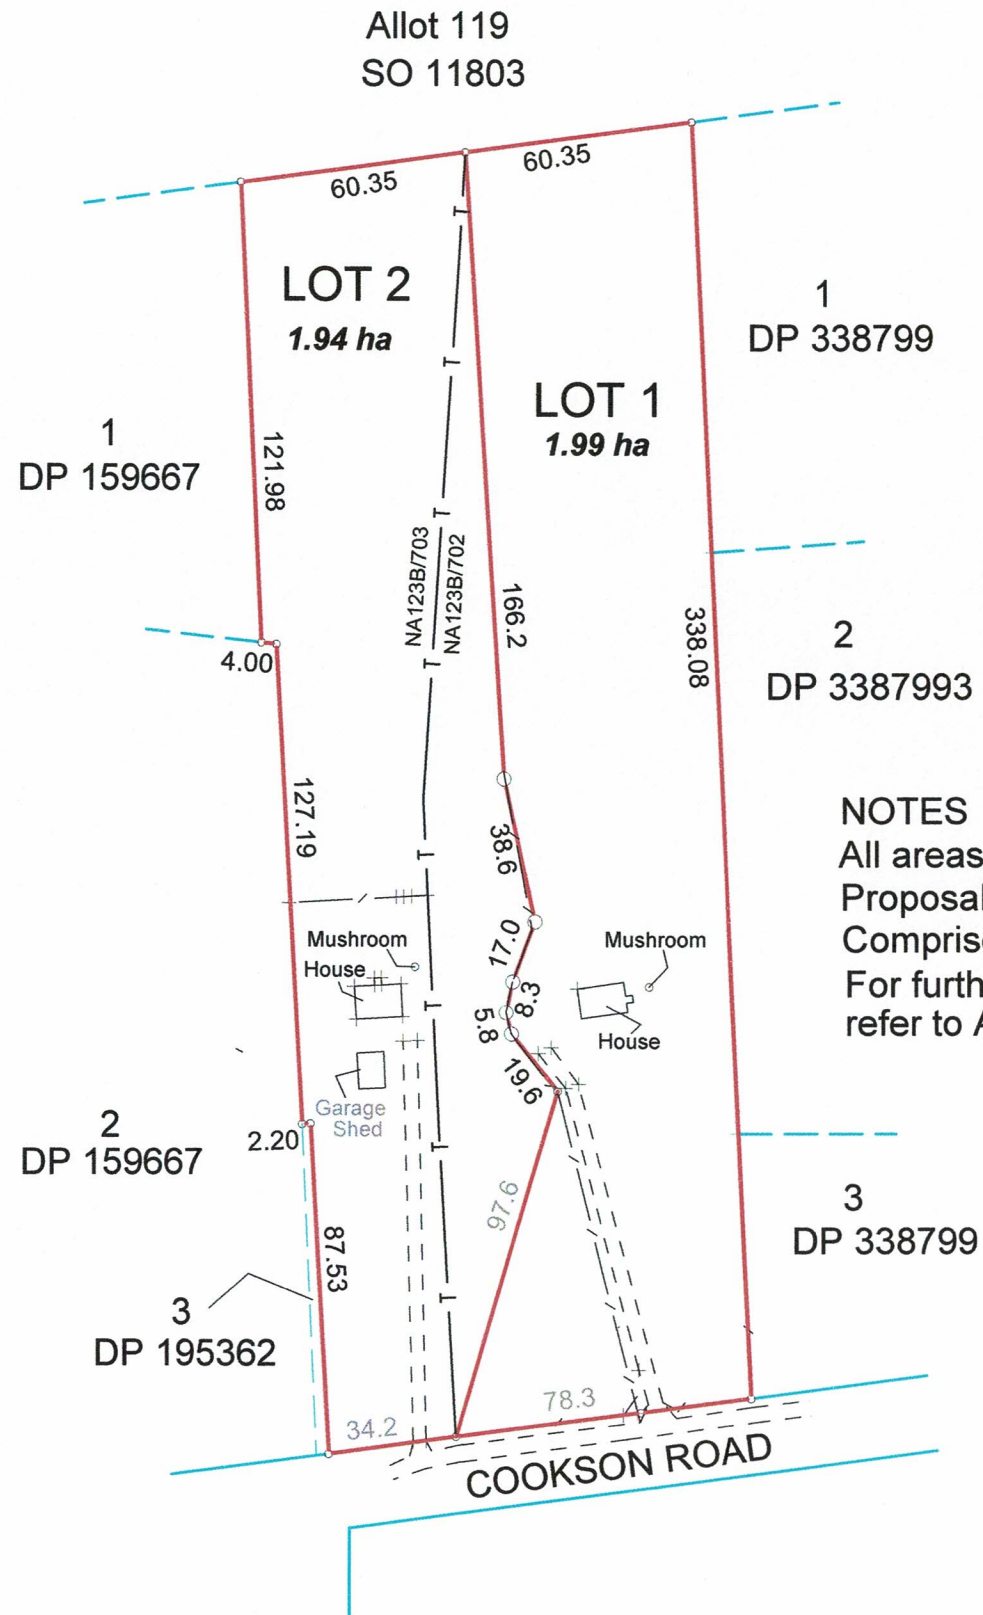 Allot 119
SO 11803
60.35
60.35
T
LOT 2
1.94 ha
1
DP 338799
T
LOT 1
1.99 ha
1
DP 159667
121.98
T
NA123B/703
NA123B/702
166.2
338.08
2
DP 3387993
4.00
T
127.19
38.6
NOTES
All areas
Proposal
Comprise
For furth
refer to A
T
17.0
Mushroom
House
Mushroom
House
8.3
5.8
T
19.6
Garage
Shed
2
DP 159667
2.20
T
97.6
3
DP 338799
87.53
T
3
DP 195362
34.2
78.3
COOKSON ROAD